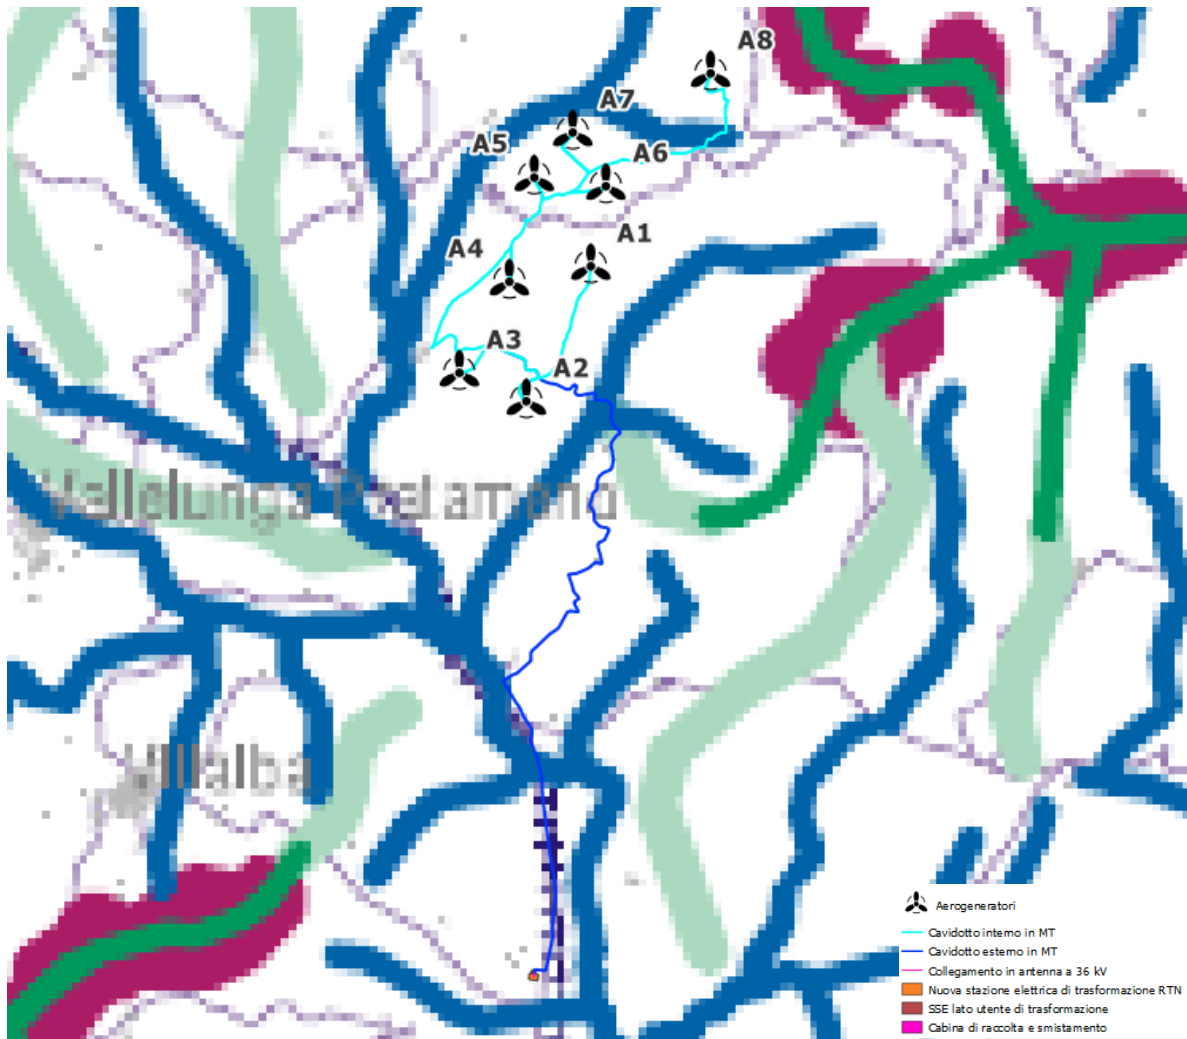 A8
A7
A5
A6
A1
A4
A3
A2
Vallelunga Pratameno
Villalba
Aerogeneratori
Cavidotto interno in MT
Cavidotto esterno in MT
Collegamento in antenna a 36 kV
Nuova stazione elettrica di trasformazione RTN
SSE lato utente di trasformazione
Cabina di raccolta e smistamento